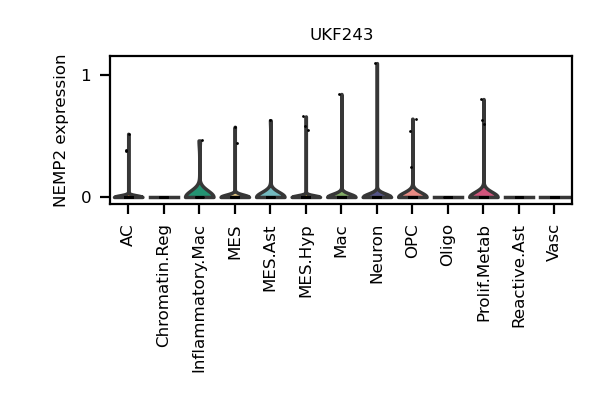 UKF243
NEMP2 expression
1
0
AC
Chromatin.Reg
Inflammatory.Mac
MES
MES.Ast
MES.Hyp
Mac
Neuron
OPC
Oligo
Prolif.Metab
Reactive.Ast
Vasc